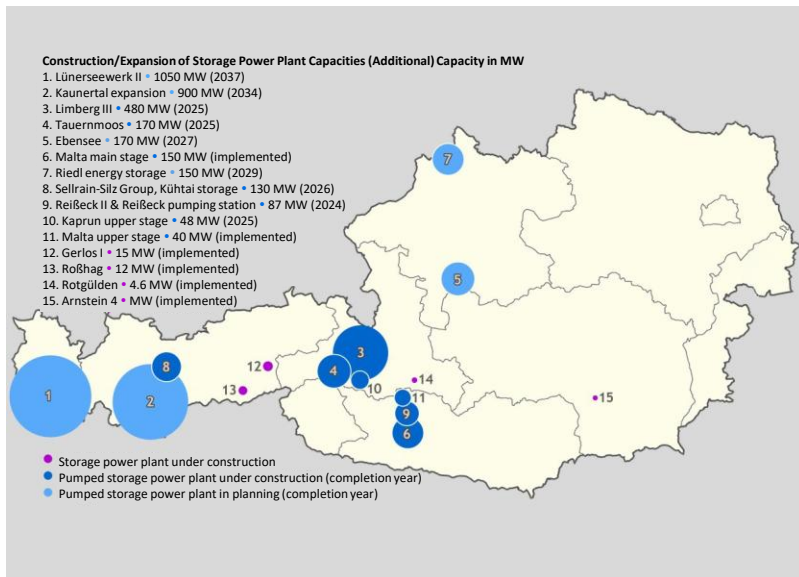 Construction/Expansion of Storage Power Plant Capacities (Additional) Capacity in MW
1. Lünerseewerk II • 1050 MW (2037)
2. Kaunertal expansion • 900 MW (2034)
3. Limberg III • 480 MW (2025)
4. Tauernmoos • 170 MW (2025)
5. Ebensee • 170 MW (2027)
6. Malta main stage • 150 MW (implemented)
7. Riedl energy storage • 150 MW (2029)
8. Sellrain-Silz Group, Kühtai storage • 130 MW (2026)
9. Reißeck II & Reißeck pumping station • 87 MW (2024)
10. Kaprun upper stage • 48 MW (2025)
11. Malta upper stage • 40 MW (implemented)
12. Gerlos I • 15 MW (implemented)
13. Roßhag • 12 MW (implemented)
14. Rotgülden • 4.6 MW (implemented)
15. Arnstein 4 • MW (implemented)
7
5
3
8
12
4
14
10
13
1
2
11
15
9
6
Storage power plant under construction
Pumped storage power plant under construction (completion year)
Pumped storage power plant in planning (completion year)